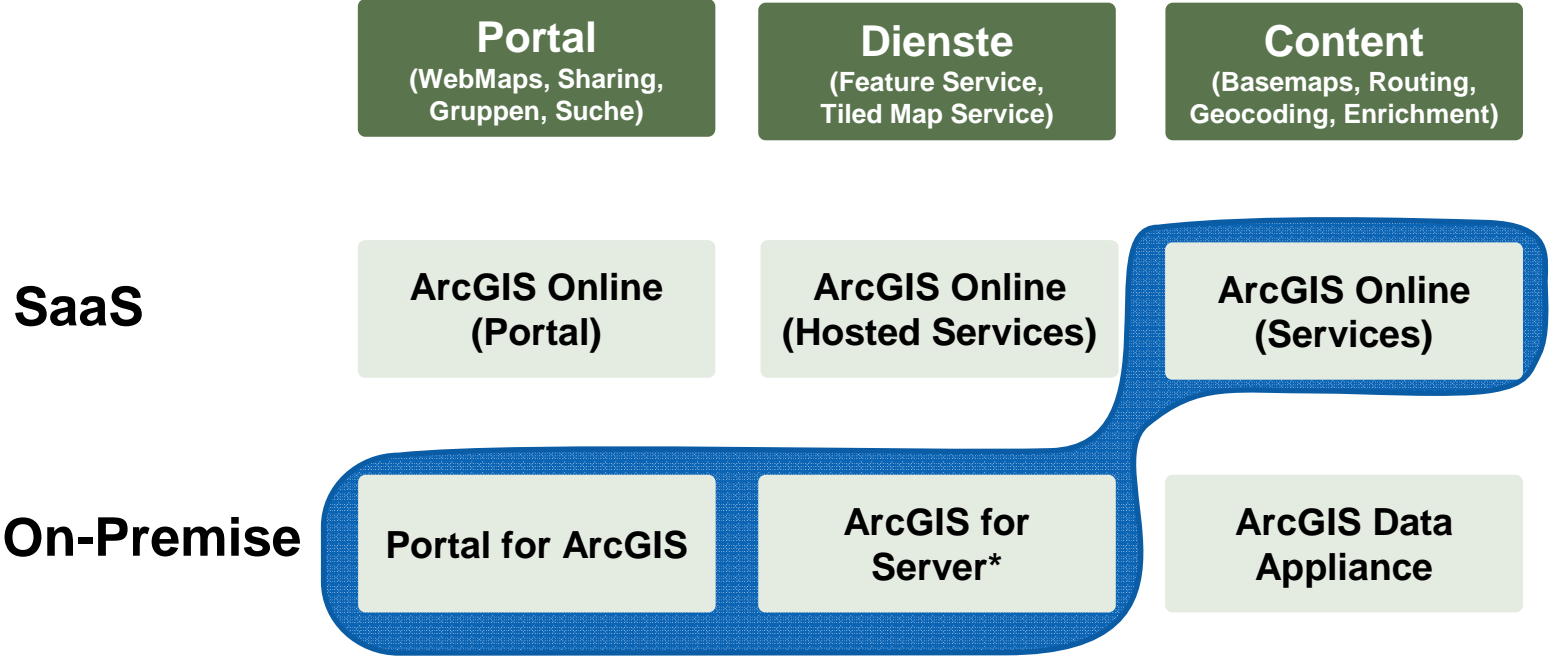 Portal
(WebMaps, Sharing,
Gruppen, Suche)
Dienste
(Feature Service,
Tiled Map Service)
Content
(Basemaps, Routing,
Geocoding, Enrichment)
SaaS
ArcGIS Online
(Portal)
ArcGIS Online
(Hosted Services)
ArcGIS Online
(Services)
On-Premise
Portal for ArcGIS
ArcGIS for
Server*
ArcGIS Data
Appliance